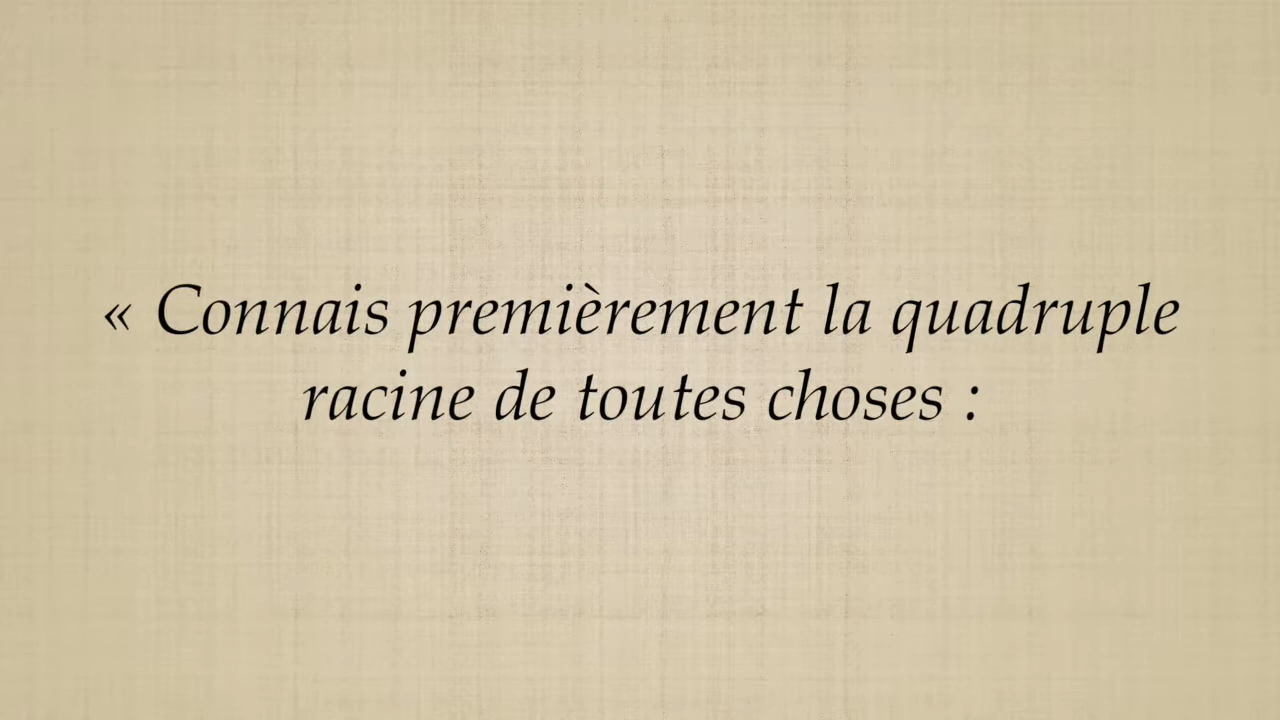 « Connais premièrement la quadruple
racine de toutes choses :